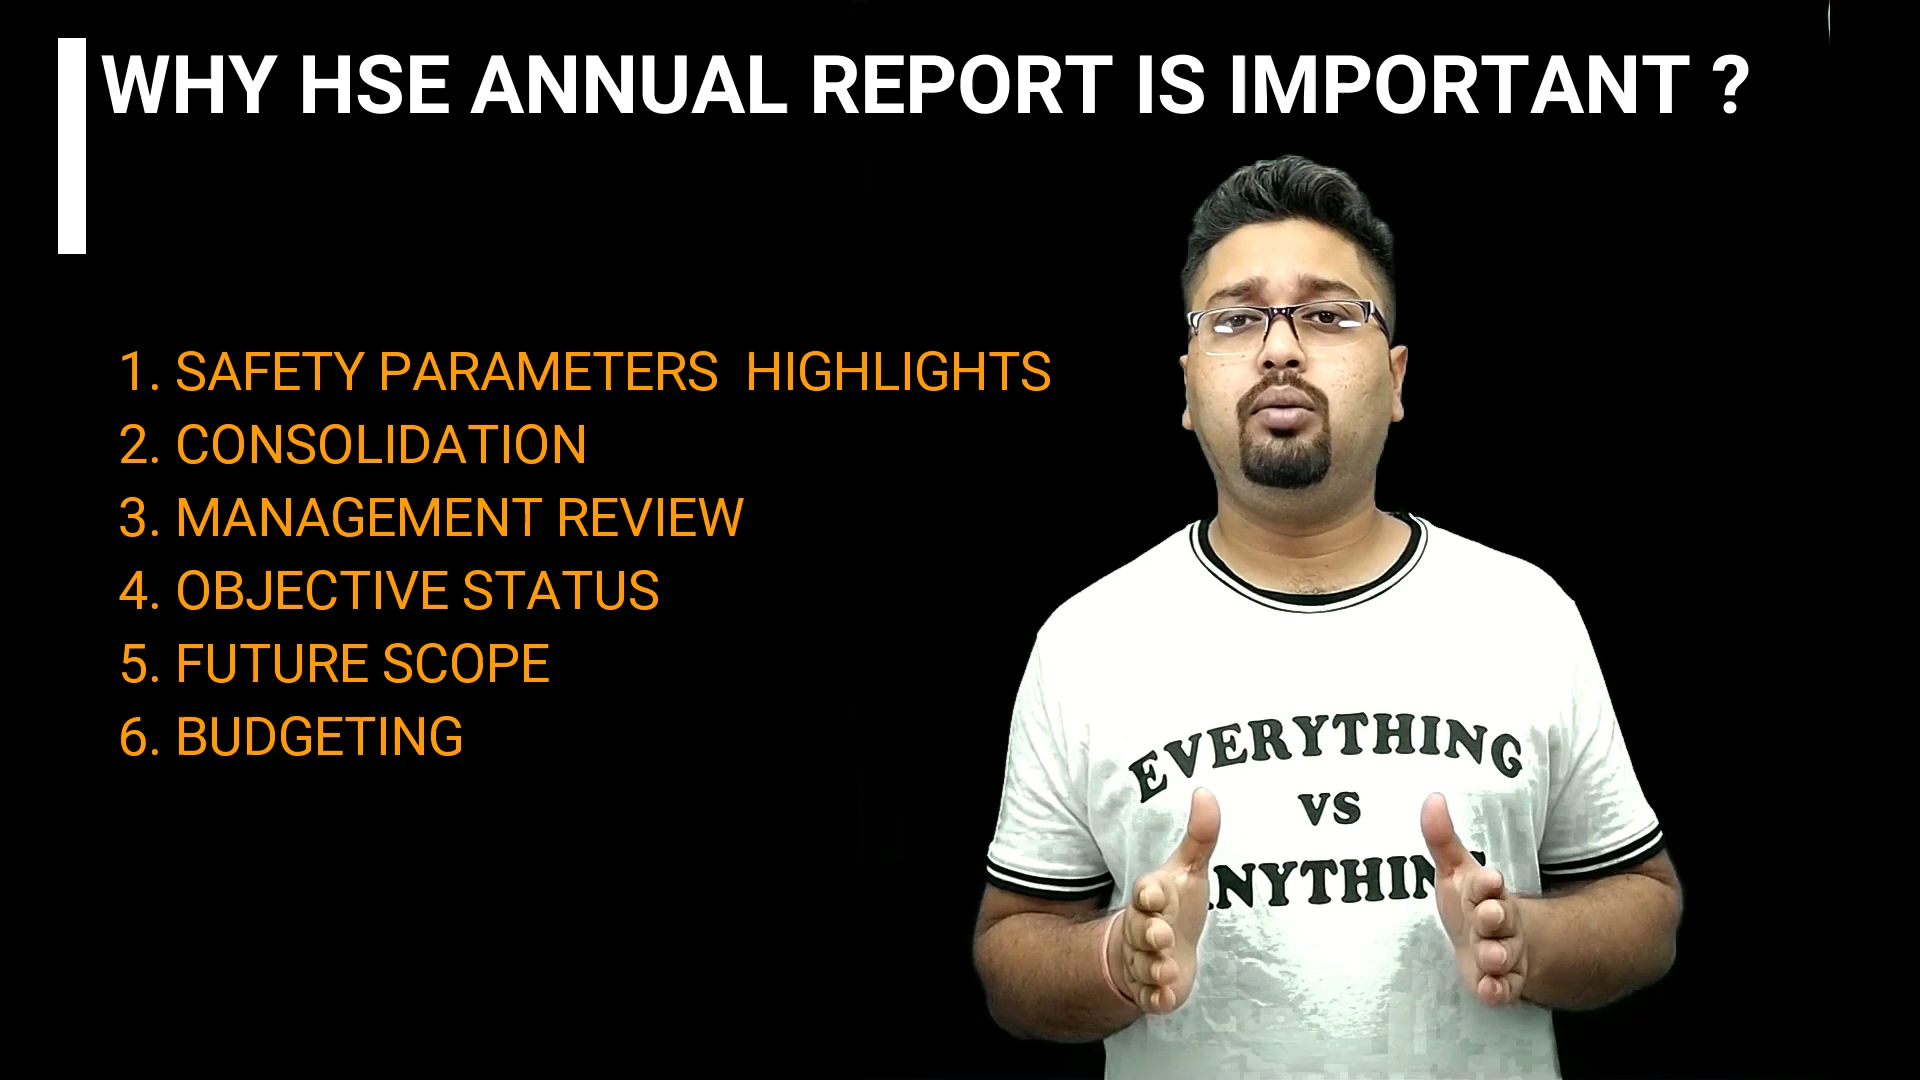 WHY HSE ANNUAL REPORT IS IMPORTANT ?
1. SAFETY PARAMETERS HIGHLIGHTS
2. CONSOLIDATION
3. MANAGEMENT REVIEW
4. OBJECTIVE STATUS
5. FUTURE SCOPE
6. BUDGETING
EVERYTHING
VS